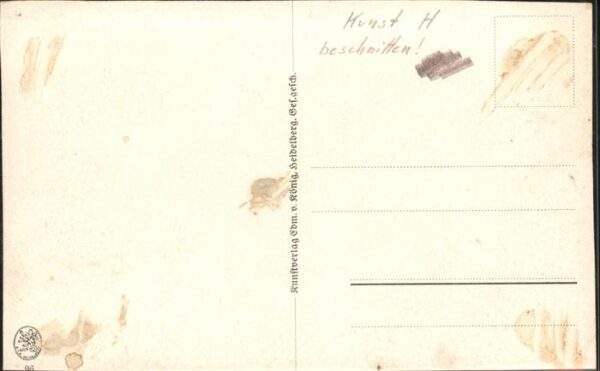 Kunst H
beschnitten!
Kunstverlag Edm. v. König, Heidelberg. Ges. gesch.
96